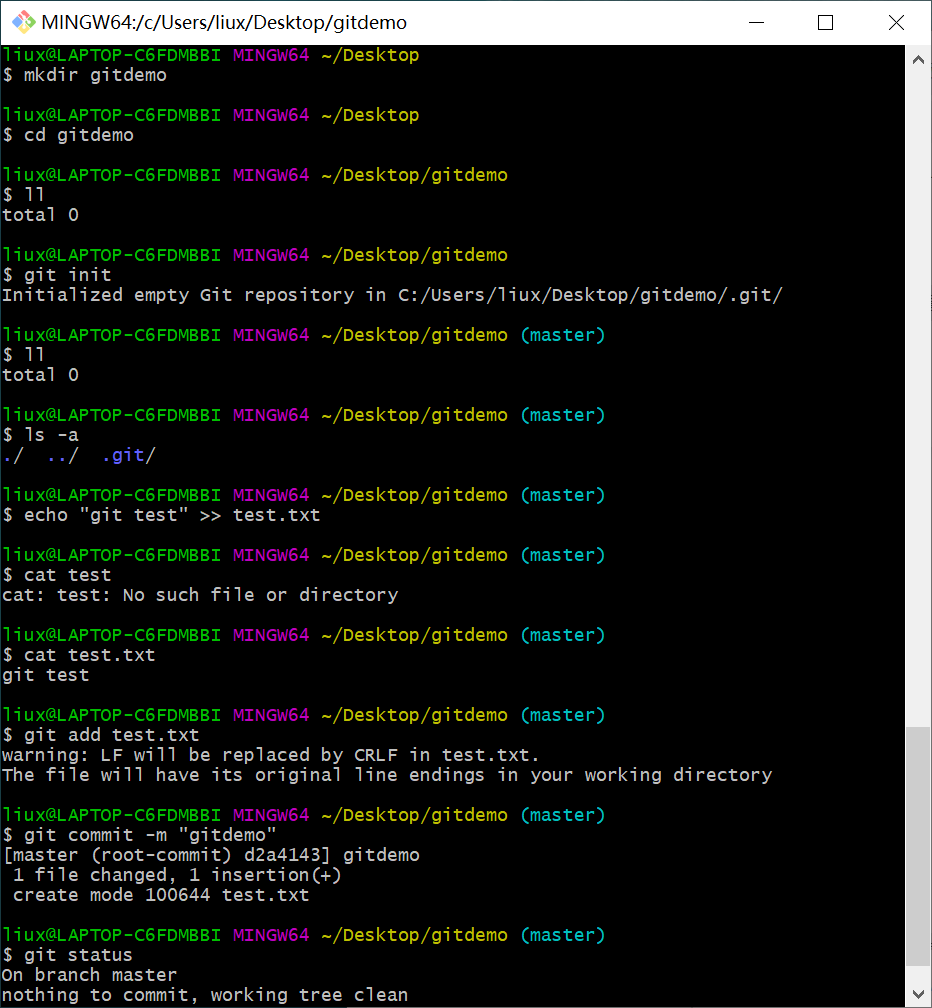 MINGW64:/c/Users/liux/Desktop/gitdemo
liux@LAPTOP-C6FDMBBI MINGW64 ~/Desktop
$ mkdir gitdemo
liux@LAPTOP-C6FDMBBI MINGW64 ~/Desktop
$ cd gitdemo
liux@LAPTOP-C6FDMBBI MINGW64 ~/Desktop/gitdemo
$ ll
total 0
liux@LAPTOP-C6FDMBBI MINGW64 ~/Desktop/gitdemo
$ git init
Initialized empty Git repository in C:/Users/liux/Desktop/gitdemo/.git/
liux@LAPTOP-C6FDMBBI MINGW64 ~/Desktop/gitdemo (master)
$ ll
total 0
liux@LAPTOP-C6FDMBBI MINGW64 ~/Desktop/gitdemo (master)
$ ls -a
./  ../  .git/
liux@LAPTOP-C6FDMBBI MINGW64 ~/Desktop/gitdemo (master)
$ echo "git test" >> test.txt
liux@LAPTOP-C6FDMBBI MINGW64 ~/Desktop/gitdemo (master)
$ cat test
cat: test: No such file or directory
liux@LAPTOP-C6FDMBBI MINGW64 ~/Desktop/gitdemo (master)
$ cat test.txt
git test
liux@LAPTOP-C6FDMBBI MINGW64 ~/Desktop/gitdemo (master)
$ git add test.txt
warning: LF will be replaced by CRLF in test.txt.
The file will have its original line endings in your working directory
liux@LAPTOP-C6FDMBBI MINGW64 ~/Desktop/gitdemo (master)
$ git commit -m "gitdemo"
[master (root-commit) d2a4143] gitdemo
 1 file changed, 1 insertion(+)
 create mode 100644 test.txt
liux@LAPTOP-C6FDMBBI MINGW64 ~/Desktop/gitdemo (master)
$ git status
On branch master
nothing to commit, working tree clean